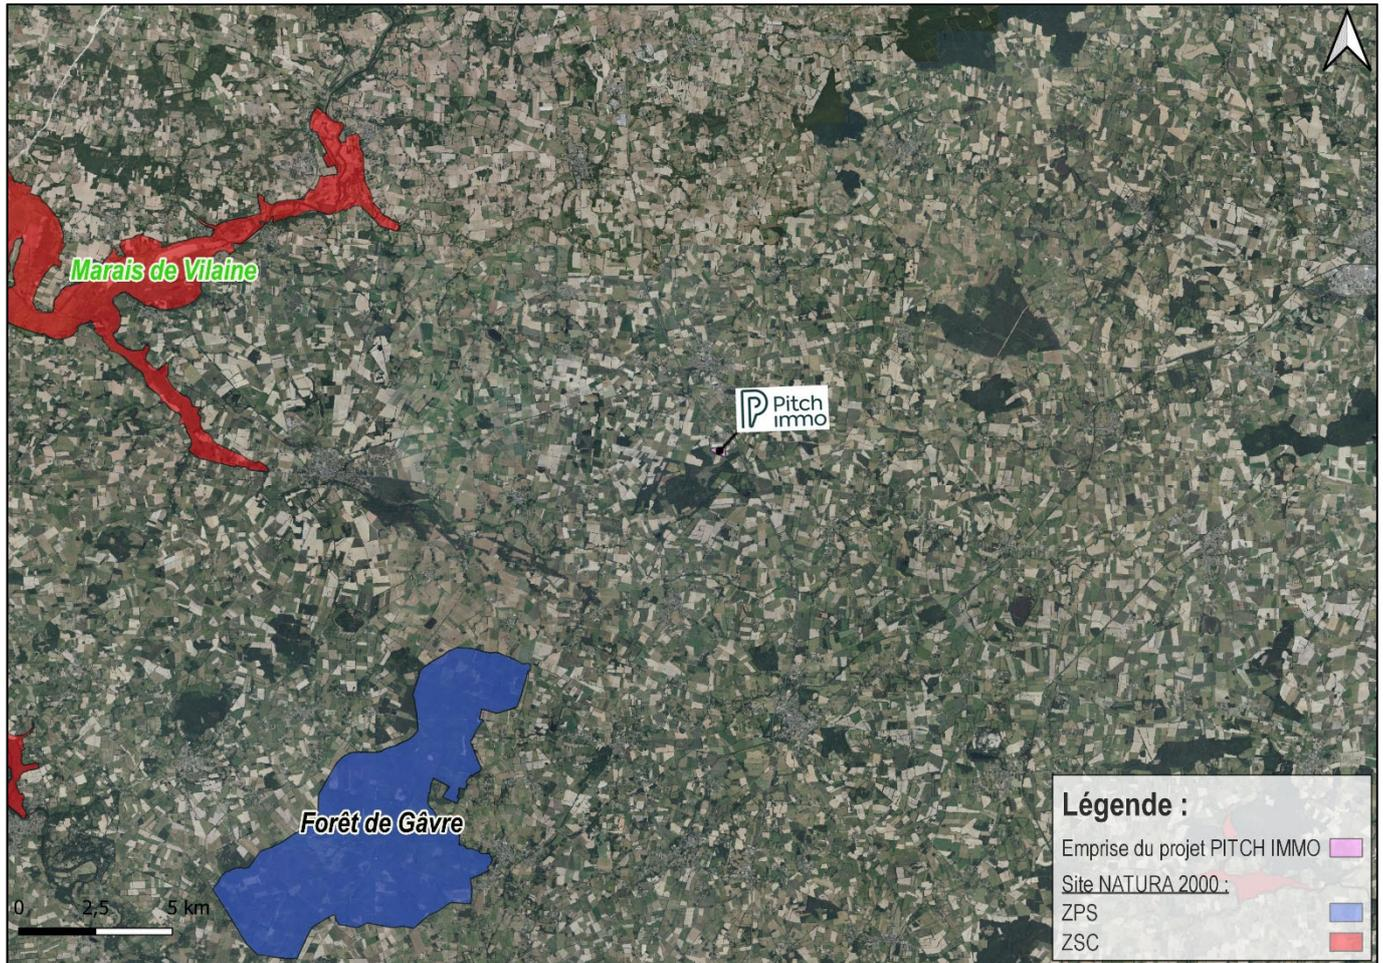 Marais de Vilaine
Pitch
immo
Forêt de Gâvre
0 2,5 5 km
Légende :
Emprise du projet PITCH IMMO
Site NATURA 2000 :
ZPS
ZSC